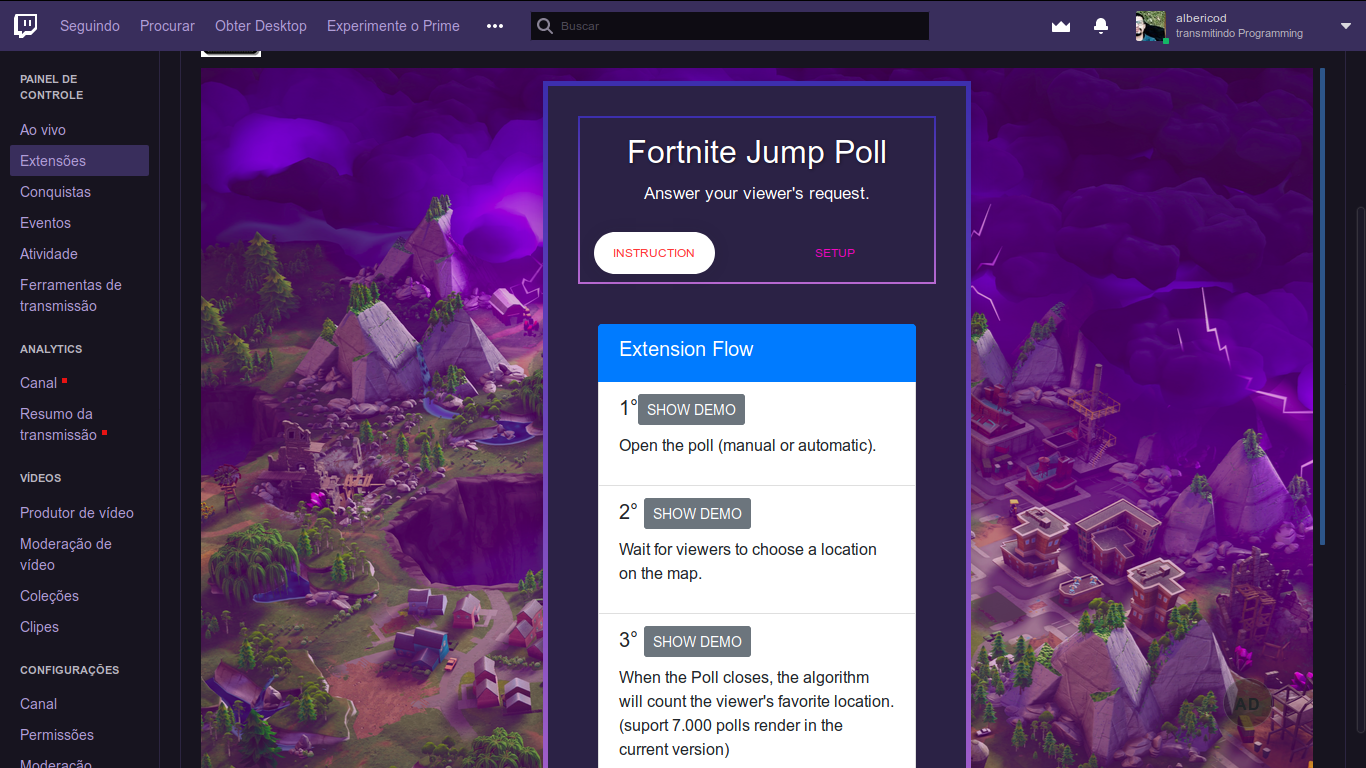 Seguindo
Procurar
Obter Desktop
Experimente o Prime
Buscar
albericod
transmitindo Programming
PAINEL DE
CONTROLE
Ao vivo
Extensões
Conquistas
Eventos
Atividade
Ferramentas de
transmissão
ANALYTICS
Canal
Resumo da
transmissão
VÍDEOS
Produtor de vídeo
Moderação de
vídeo
Coleções
Clipes
CONFIGURAÇÕES
Canal
Permissões
Moderação
Fortnite Jump Poll
Answer your viewer's request.
INSTRUCTION
SETUP
Extension Flow
1° SHOW DEMO
Open the poll (manual or automatic).
2° SHOW DEMO
Wait for viewers to choose a location
on the map.
3° SHOW DEMO
When the Poll closes, the algorithm
will count the viewer's favorite location.
(suport 7.000 polls render in the
current version)
AD